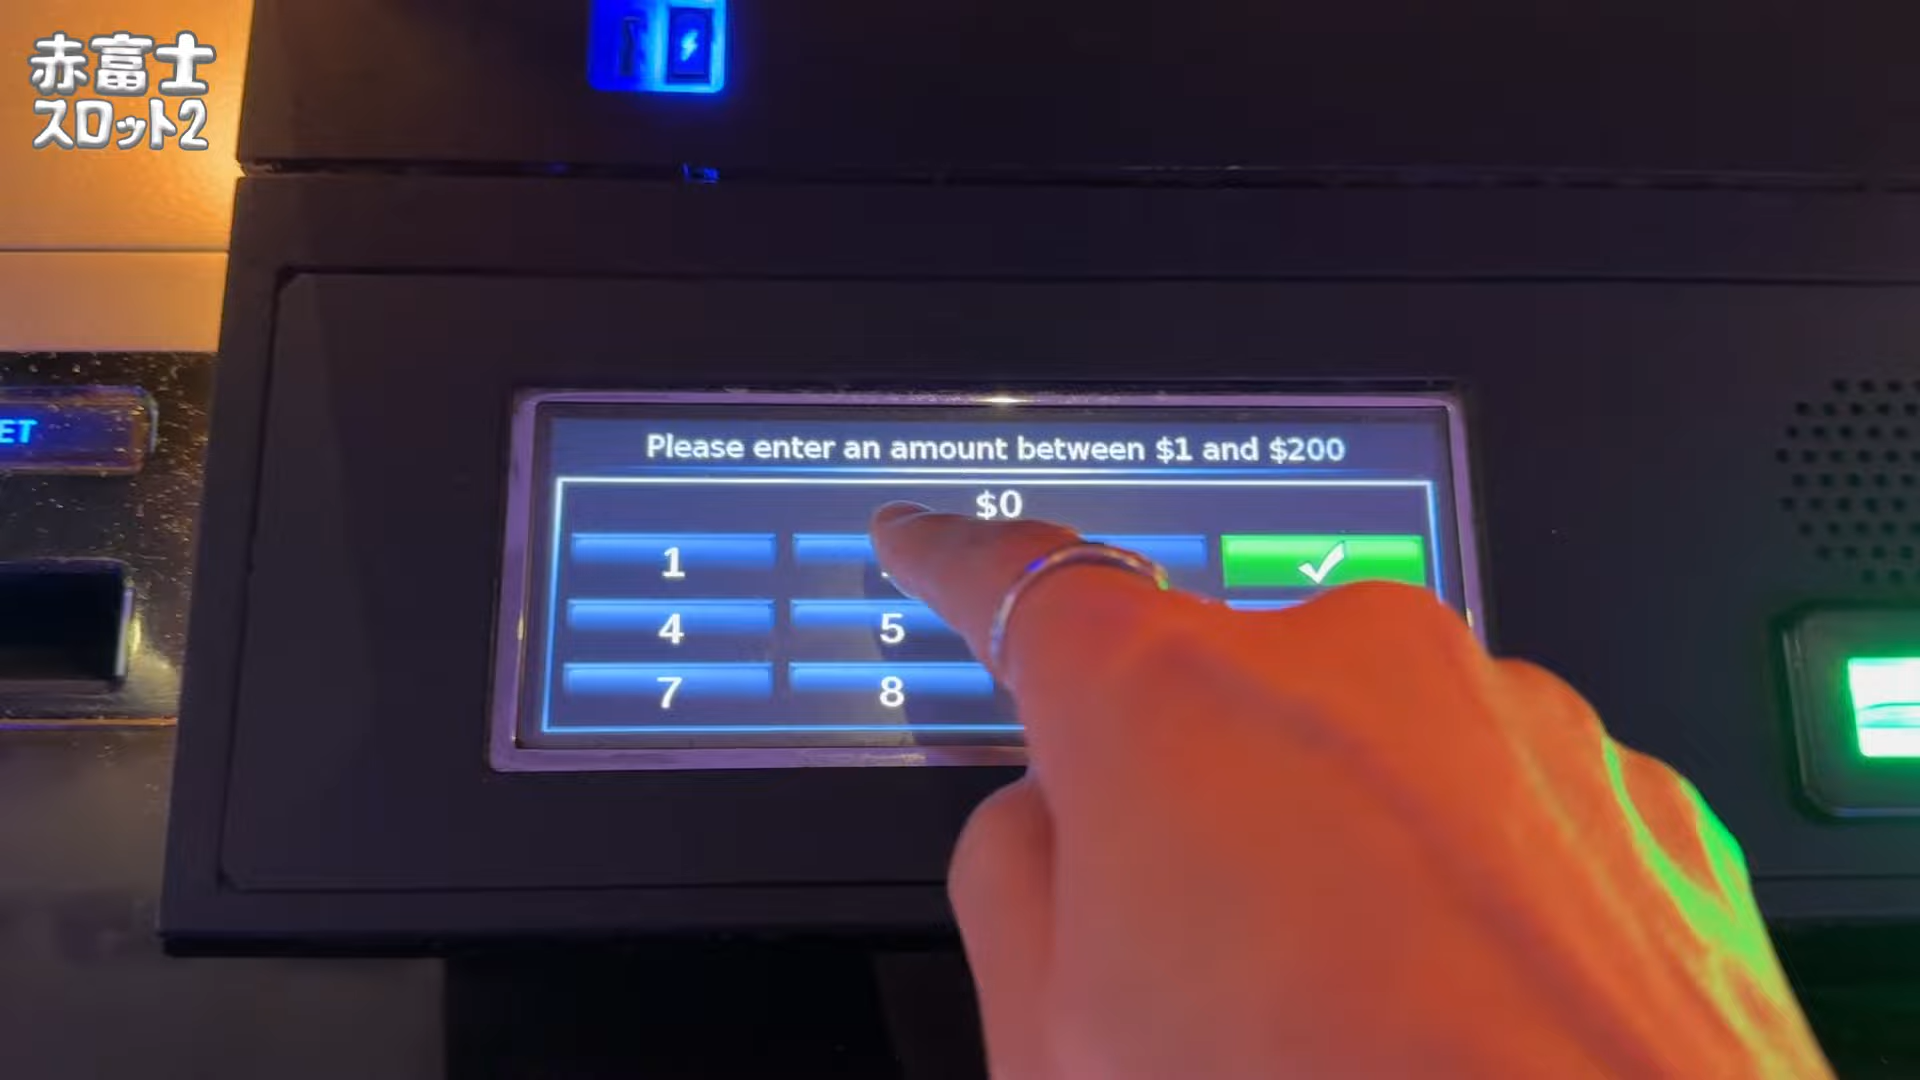 赤富士
スロット2
Please enter an amount between $1 and $200
$0
1
4
5
7
8
ET